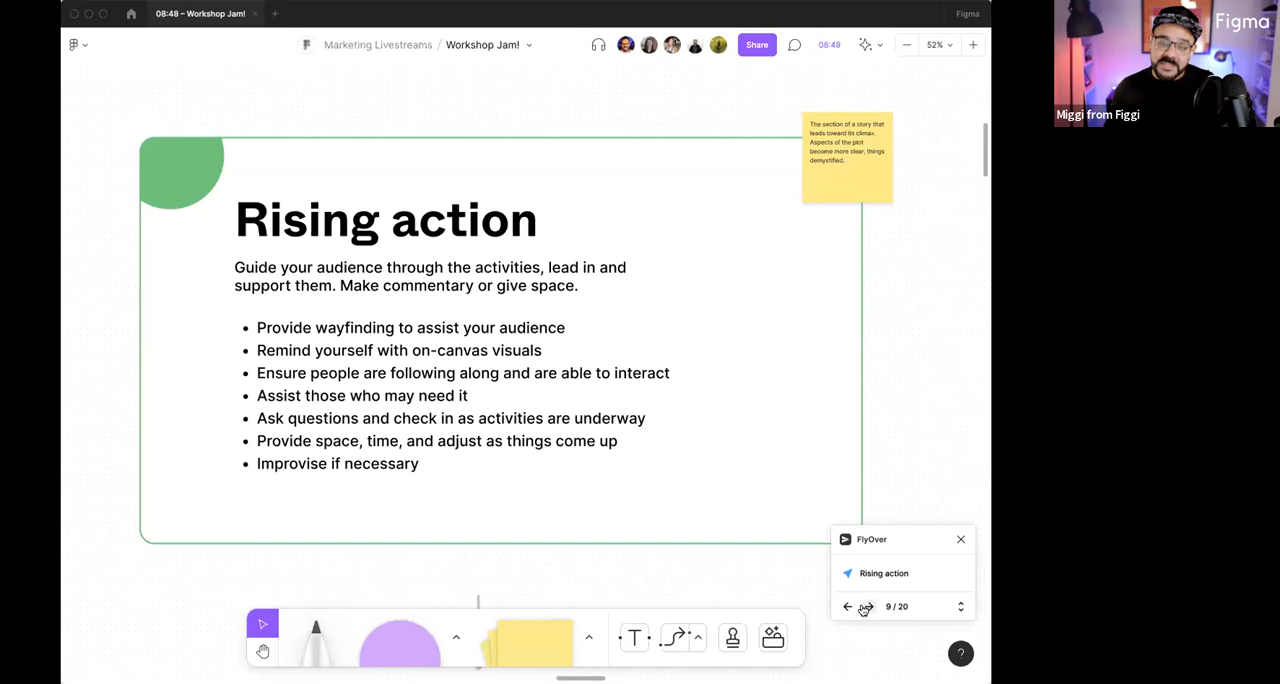 08:48 – Workshop Jam!
Figma
Marketing Livestreams / Workshop Jam!
Share
08:49
52%
Figma
Miggi from Figgi
The section of a story that
leads toward its climax.
Aspects of the plot
become more clear, things
demystified.
Rising action
Guide your audience through the activities, lead in and
support them. Make commentary or give space.
• Provide wayfinding to assist your audience
• Remind yourself with on-canvas visuals
• Ensure people are following along and are able to interact
• Assist those who may need it
• Ask questions and check in as activities are underway
• Provide space, time, and adjust as things come up
• Improvise if necessary
FlyOver
Rising action
9 / 20
T
?